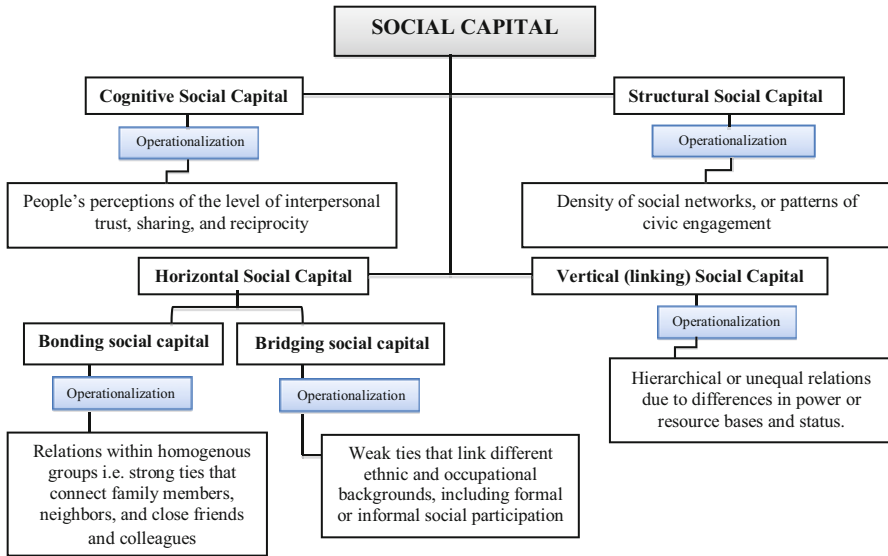 SOCIAL CAPITAL
Cognitive Social Capital
Structural Social Capital
Operationalization
Operationalization
People's perceptions of the level of interpersonal
trust, sharing, and reciprocity
Density of social networks, or patterns of
civic engagement
Horizontal Social Capital
Vertical (linking) Social Capital
Operationalization
Bonding social capital
Bridging social capital
Operationalization
Operationalization
Hierarchical or unequal relations
due to differences in power or
resource bases and status.
Relations within homogenous
groups i.e. strong ties that
connect family members,
neighbors, and close friends
and colleagues
Weak ties that link different
ethnic and occupational
backgrounds, including formal
or informal social participation